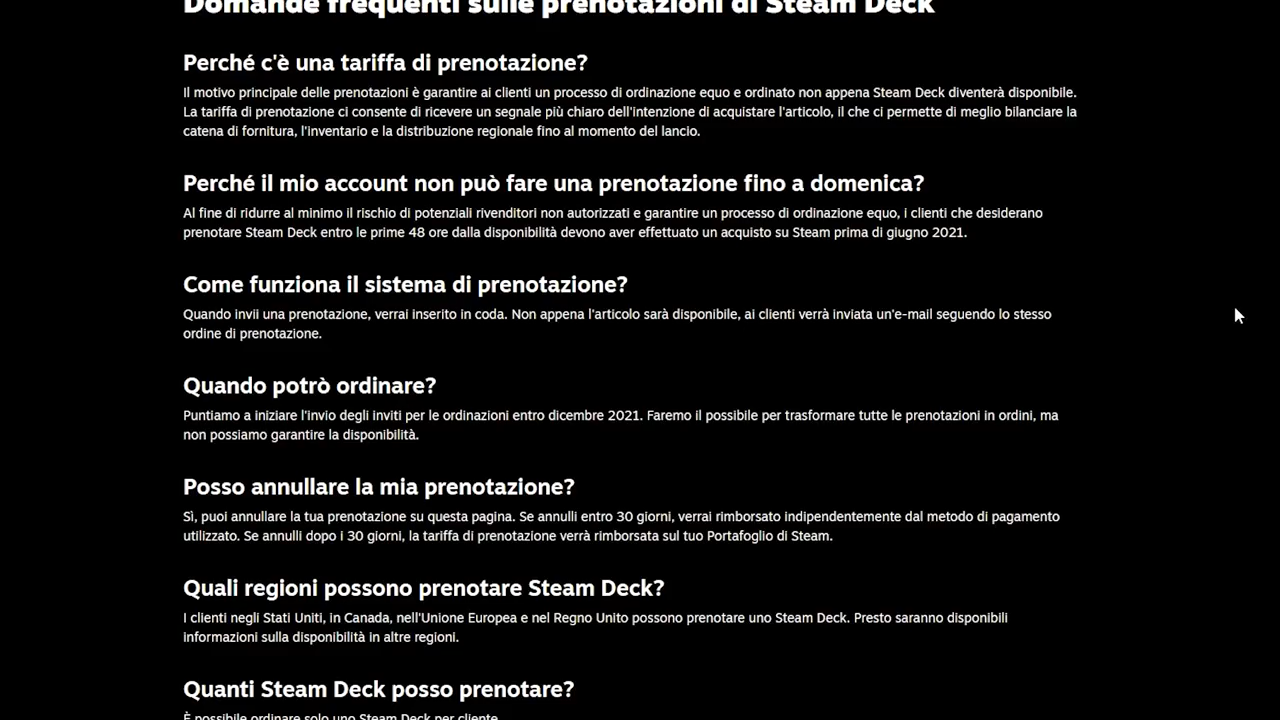 Domande frequenti sulle prenotazioni di Steam Deck
Perché c'è una tariffa di prenotazione?
Il motivo principale delle prenotazioni è garantire ai clienti un processo di ordinazione equo e ordinato non appena Steam Deck diventerà disponibile.
La tariffa di prenotazione ci consente di ricevere un segnale più chiaro dell'intenzione di acquistare l'articolo, il che ci permette di meglio bilanciare la
catena di fornitura, l'inventario e la distribuzione regionale fino al momento del lancio.
Perché il mio account non può fare una prenotazione fino a domenica?
Al fine di ridurre al minimo il rischio di potenziali rivenditori non autorizzati e garantire un processo di ordinazione equo, i clienti che desiderano
prenotare Steam Deck entro le prime 48 ore dalla disponibilità devono aver effettuato un acquisto su Steam prima di giugno 2021.
Come funziona il sistema di prenotazione?
Quando invii una prenotazione, verrai inserito in coda. Non appena l'articolo sarà disponibile, ai clienti verrà inviata un'e-mail seguendo lo stesso
ordine di prenotazione.
Quando potrò ordinare?
Puntiamo a iniziare l'invio degli inviti per le ordinazioni entro dicembre 2021. Faremo il possibile per trasformare tutte le prenotazioni in ordini, ma
non possiamo garantire la disponibilità.
Posso annullare la mia prenotazione?
Sì, puoi annullare la tua prenotazione su questa pagina. Se annulli entro 30 giorni, verrai rimborsato indipendentemente dal metodo di pagamento
utilizzato. Se annulli dopo i 30 giorni, la tariffa di prenotazione verrà rimborsata sul tuo Portafoglio di Steam.
Quali regioni possono prenotare Steam Deck?
I clienti negli Stati Uniti, in Canada, nell'Unione Europea e nel Regno Unito possono prenotare uno Steam Deck. Presto saranno disponibili
informazioni sulla disponibilità in altre regioni.
Quanti Steam Deck posso prenotare?
È possibile ordinare solo uno Steam Deck per cliente.